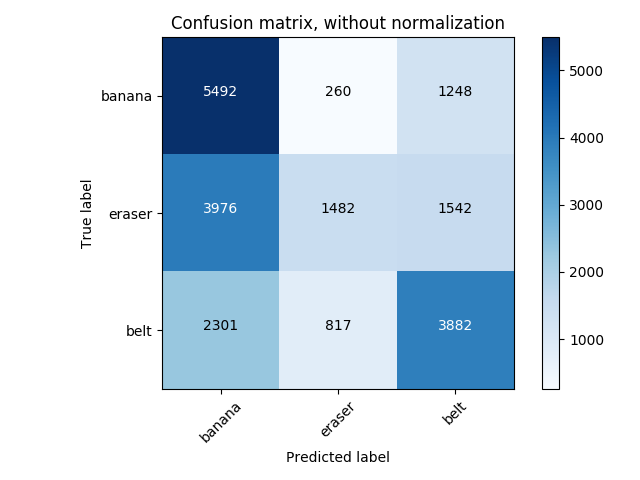 Confusion matrix, without normalization
banana 5492 260 1248
eraser 3976 1482 1542
belt 2301 817 3882
banana eraser belt
True label
Predicted label
5000
4000
3000
2000
1000